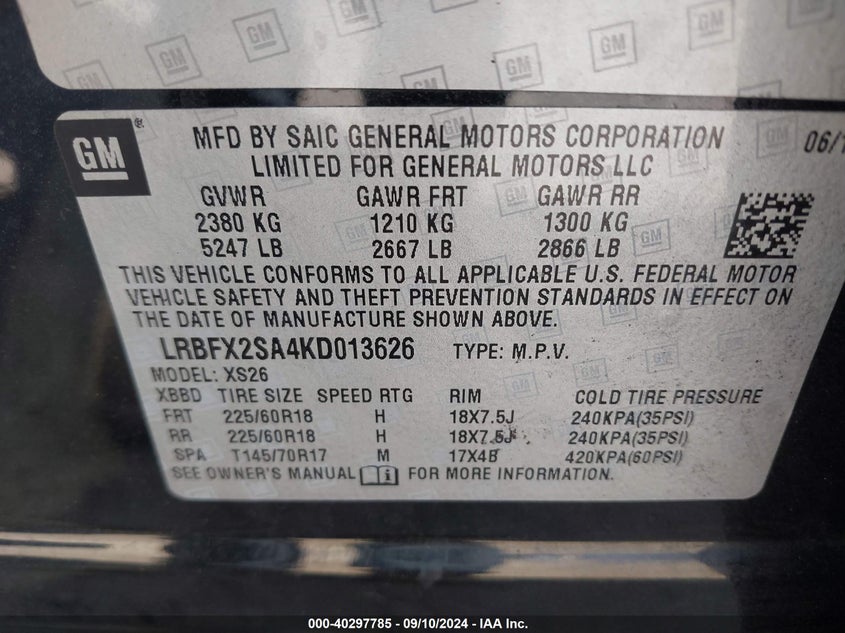 GM
MFD BY SAIC GENERAL MOTORS CORPORATION
LIMITED FOR GENERAL MOTORS LLC
06/1
GVWR GAWR FRT GAWR RR
2380 KG 1210 KG 1300 KG
5247 LB 2667 LB 2866 LB
THIS VEHICLE CONFORMS TO ALL APPLICABLE U.S. FEDERAL MOTOR
VEHICLE SAFETY AND THEFT PREVENTION STANDARDS IN EFFECT ON
THE DATE OF MANUFACTURE SHOWN ABOVE.
LRBFX2SA4KD013626 TYPE: M.P.V.
MODEL: XS26
XBBD TIRE SIZE SPEED RTG RIM COLD TIRE PRESSURE
FRT 225/60R18 H 18X7.5J 240KPA(35PSI)
RR 225/60R18 H 18X7.5J 240KPA(35PSI)
SPA T145/70R17 M 17X4B 420KPA(60PSI)
SEE OWNER'S MANUAL FOR MORE INFORMATION.
000-40297785 - 09/10/2024 - IAA Inc.